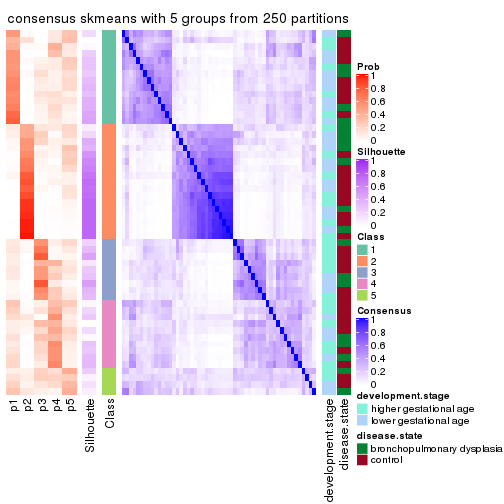 consensus skmeans with 5 groups from 250 partitions
Prob
1
0.8
0.6
0.4
0.2
0
Silhouette
1
0.8
0.6
0.4
0.2
0
Class
1
2
3
4
5
Consensus
1
0.8
0.6
0.4
0.2
0
development.stage
higher gestational age
lower gestational age
disease.state
bronchopulmonary dysplasia
control
p1
p2
p3
p4
p5
Silhouette
Class
development.stage
disease.state